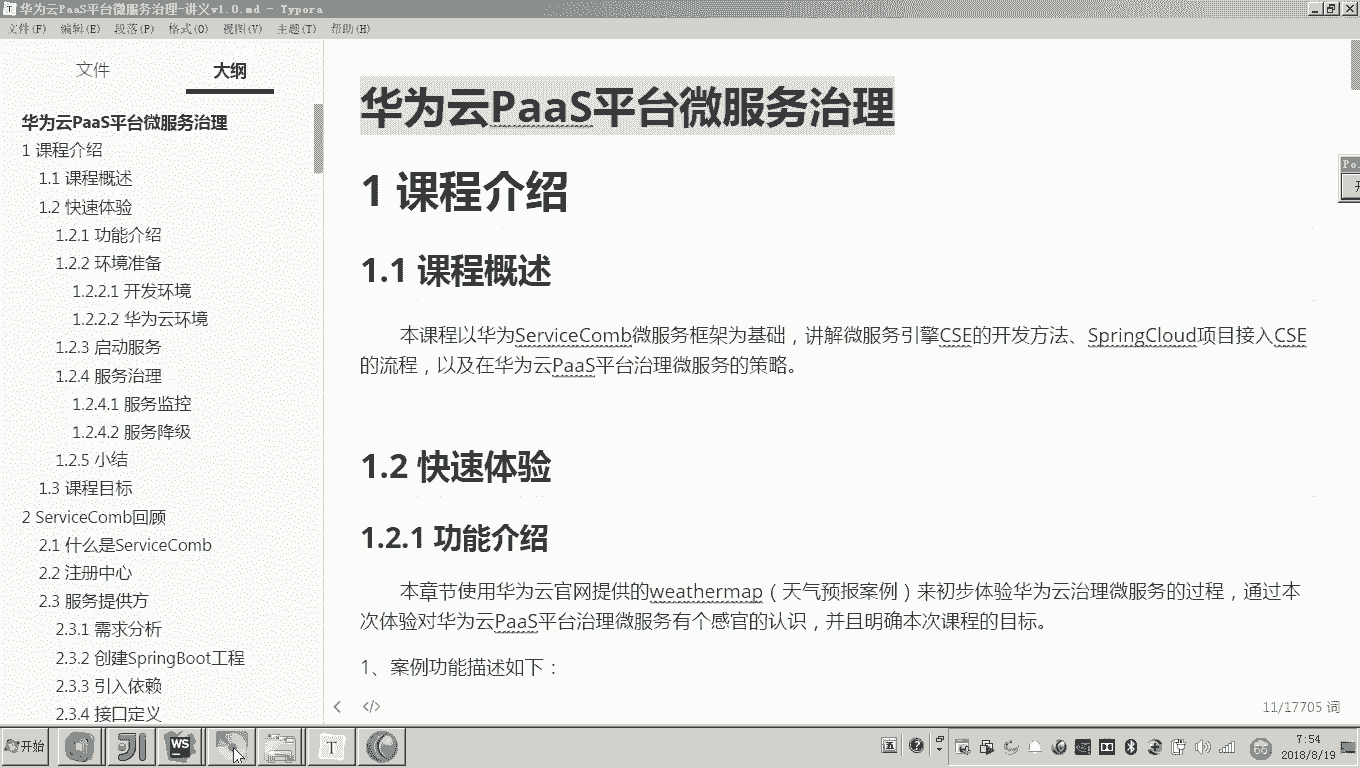 华为云PaaS平台微服务治理-讲义v1.0.md - Typora
文件(F) 编辑(E) 段落(P) 格式(O) 视图(V) 主题(T) 帮助(H)
文件 大纲
华为云PaaS平台微服务治理
1 课程介绍
1.1 课程概述
1.2 快速体验
1.2.1 功能介绍
1.2.2 环境准备
1.2.2.1 开发环境
1.2.2.2 华为云环境
1.2.3 启动服务
1.2.4 服务治理
1.2.4.1 服务监控
1.2.4.2 服务降级
1.2.5 小结
1.3 课程目标
2 ServiceComb回顾
2.1 什么是ServiceComb
2.2 注册中心
2.3 服务提供方
2.3.1 需求分析
2.3.2 创建SpringBoot工程
2.3.3 引入依赖
2.3.4 接口定义
华为云PaaS平台微服务治理
1 课程介绍
1.1 课程概述
本课程以华为ServiceComb微服务框架为基础，讲解微服务引擎CSE的开发方法、SpringCloud项目接入CSE
的流程，以及在华为云PaaS平台治理微服务的策略。
1.2 快速体验
1.2.1 功能介绍
本章节使用华为云官网提供的weathermap（天气预报案例）来初步体验华为云治理微服务的过程，通过本
次体验对华为云PaaS平台治理微服务有个感官的认识，并且明确本次课程的目标。
1、案例功能描述如下：
</> 11/17705 词
Po
开始
WS
T
五
66
7:54
2018/8/19